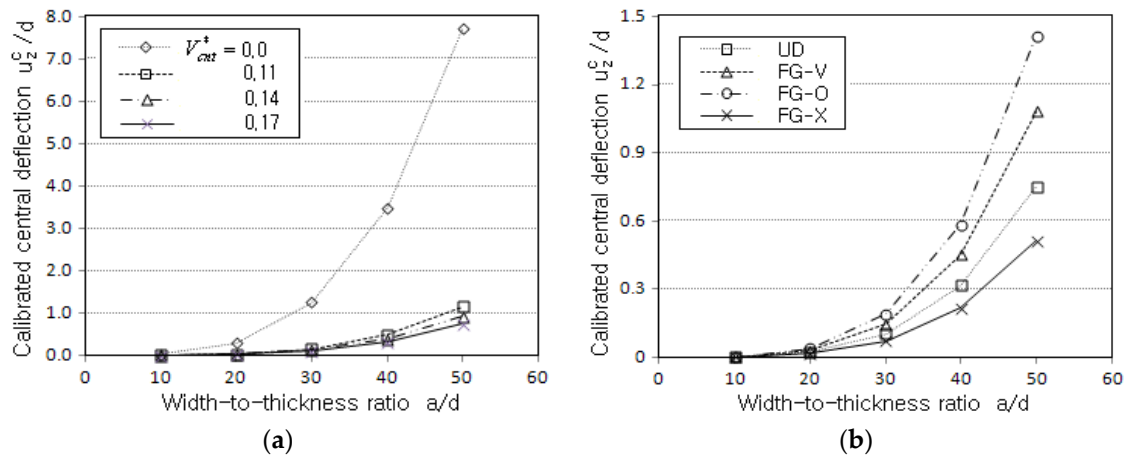 Calibrated central deflection u_z^c/d
8.0
7.0
6.0
5.0
4.0
3.0
2.0
1.0
0.0
V*cnt = 0,0
0,11
0,14
0,17
0 10 20 30 40 50 60
Width-to-thickness ratio a/d
(a)
Calibrated central deflection u_z^c/d
1.5
1.2
0.9
0.6
0.3
0
UD
FG-V
FG-O
FG-X
0 10 20 30 40 50 60
Width-to-thickness ratio a/d
(b)